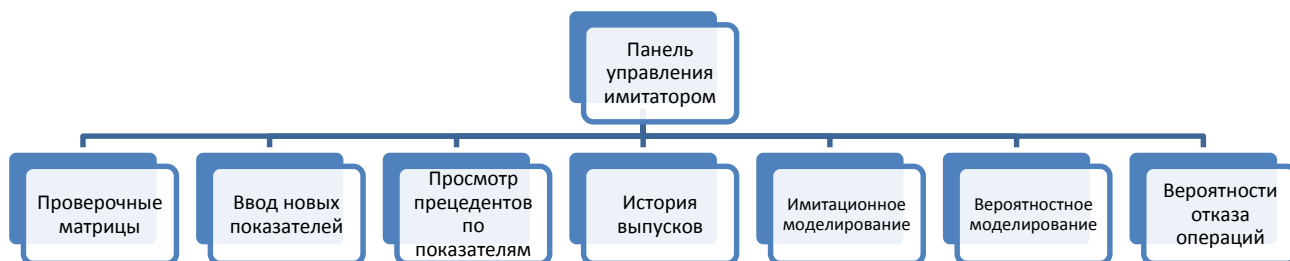 Панель
управления
имитатором
Проверочные
матрицы
Ввод новых
показателей
Просмотр
прецедентов
по
показателям
История
выпусков
Имитационное
моделирование
Вероятностное
моделирование
Вероятности
отказа
операций